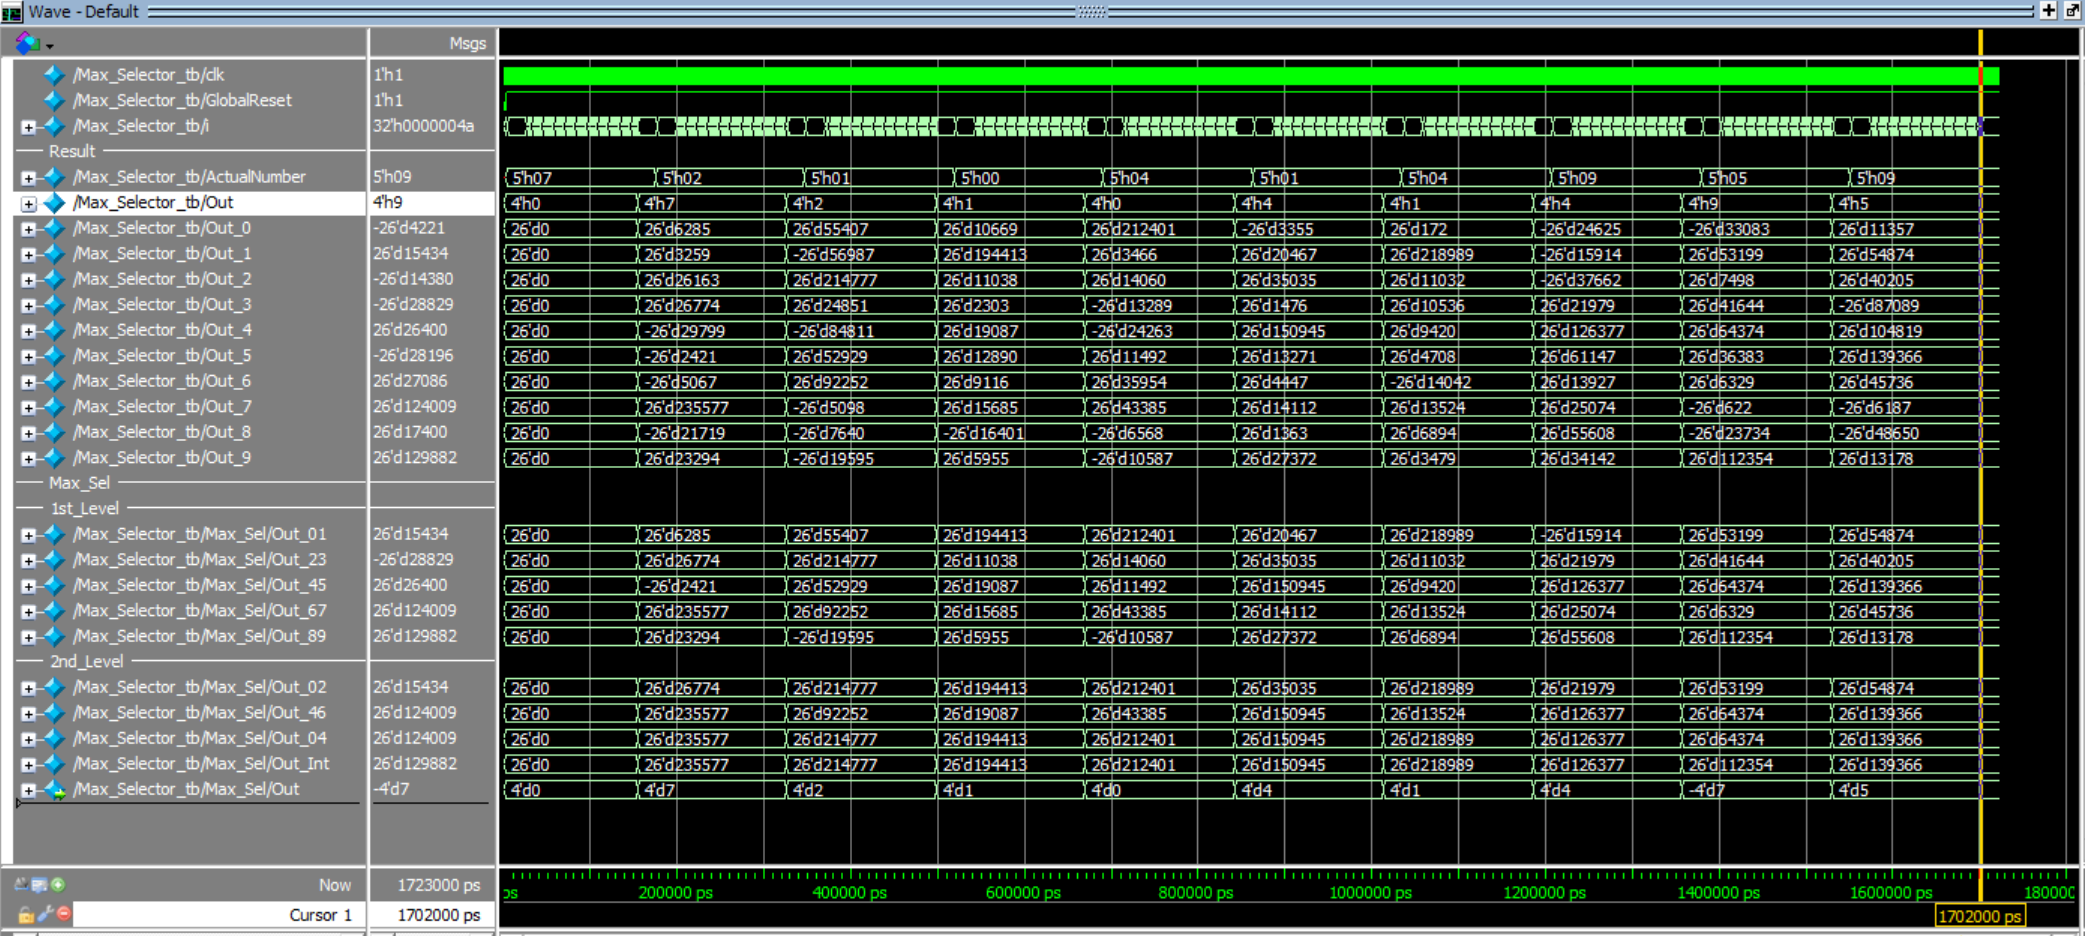 Wave - Default
Msgs
/Max_Selector_tb/clk 1'h1
/Max_Selector_tb/GlobalReset 1'h1
/Max_Selector_tb/i 32'h0000004a
Result
/Max_Selector_tb/ActualNumber 5'h09 5'h07 5'h02 5'h01 5'h00 5'h04 5'h01 5'h04 5'h09 5'h05 5'h09
/Max_Selector_tb/Out 4'h9 4'h0 4'h7 4'h2 4'h1 4'h0 4'h4 4'h1 4'h4 4'h9 4'h5
/Max_Selector_tb/Out_0 -26'd4221 26'd0 26'd6285 26'd55407 26'd10669 26'd212401 -26'd3355 26'd172 -26'd24625 -26'd33083 26'd11357
/Max_Selector_tb/Out_1 26'd15434 26'd0 26'd3259 -26'd56987 26'd194413 26'd3466 26'd20467 26'd218989 -26'd15914 26'd53199 26'd54874
/Max_Selector_tb/Out_2 -26'd14380 26'd0 26'd26163 26'd214777 26'd11038 26'd14060 26'd35035 26'd11032 -26'd37662 26'd7498 26'd40205
/Max_Selector_tb/Out_3 -26'd28829 26'd0 26'd26774 26'd24851 26'd2303 -26'd13289 26'd1476 26'd10536 26'd21979 26'd41644 -26'd87089
/Max_Selector_tb/Out_4 26'd26400 26'd0 -26'd29799 -26'd84811 26'd19087 -26'd24263 26'd150945 26'd9420 26'd126377 26'd64374 26'd104819
/Max_Selector_tb/Out_5 -26'd28196 26'd0 -26'd2421 26'd52929 26'd12890 26'd11492 26'd13271 26'd4708 26'd61147 26'd36383 26'd139366
/Max_Selector_tb/Out_6 26'd27086 26'd0 -26'd5067 26'd92252 26'd9116 26'd35954 26'd4447 -26'd14042 26'd13927 26'd6329 26'd45736
/Max_Selector_tb/Out_7 26'd124009 26'd0 26'd235577 -26'd5098 26'd15685 26'd43385 26'd14112 26'd13524 26'd25074 -26'd622 -26'd6187
/Max_Selector_tb/Out_8 26'd17400 26'd0 -26'd21719 -26'd7640 -26'd16401 -26'd6568 26'd1363 26'd6894 26'd55608 -26'd23734 -26'd48650
/Max_Selector_tb/Out_9 26'd129882 26'd0 26'd23294 -26'd19595 26'd5955 -26'd10587 26'd27372 26'd3479 26'd34142 26'd112354 26'd13178
Max_Sel
1st_Level
/Max_Selector_tb/Max_Sel/Out_01 26'd15434 26'd0 26'd6285 26'd55407 26'd194413 26'd212401 26'd20467 26'd218989 -26'd15914 26'd53199 26'd54874
/Max_Selector_tb/Max_Sel/Out_23 -26'd28829 26'd0 26'd26774 26'd214777 26'd11038 26'd14060 26'd35035 26'd11032 26'd21979 26'd41644 26'd40205
/Max_Selector_tb/Max_Sel/Out_45 26'd26400 26'd0 -26'd2421 26'd52929 26'd19087 26'd11492 26'd150945 26'd9420 26'd126377 26'd64374 26'd139366
/Max_Selector_tb/Max_Sel/Out_67 26'd124009 26'd0 26'd235577 26'd92252 26'd15685 26'd43385 26'd14112 26'd13524 26'd25074 26'd6329 26'd45736
/Max_Selector_tb/Max_Sel/Out_89 26'd129882 26'd0 26'd23294 -26'd19595 26'd5955 -26'd10587 26'd27372 26'd6894 26'd55608 26'd112354 26'd13178
2nd_Level
/Max_Selector_tb/Max_Sel/Out_02 26'd15434 26'd0 26'd26774 26'd214777 26'd194413 26'd212401 26'd35035 26'd218989 26'd21979 26'd53199 26'd54874
/Max_Selector_tb/Max_Sel/Out_46 26'd124009 26'd0 26'd235577 26'd92252 26'd19087 26'd43385 26'd150945 26'd13524 26'd126377 26'd64374 26'd139366
/Max_Selector_tb/Max_Sel/Out_04 26'd124009 26'd0 26'd235577 26'd214777 26'd194413 26'd212401 26'd150945 26'd218989 26'd126377 26'd64374 26'd139366
/Max_Selector_tb/Max_Sel/Out_Int 26'd129882 26'd0 26'd235577 26'd214777 26'd194413 26'd212401 26'd150945 26'd218989 26'd126377 26'd112354 26'd139366
/Max_Selector_tb/Max_Sel/Out -4'd7 4'd0 4'd7 4'd2 4'd1 4'd0 4'd4 4'd1 4'd4 -4'd7 4'd5
Now 1723000 ps ps 200000 ps 400000 ps 600000 ps 800000 ps 1000000 ps 1200000 ps 1400000 ps 1600000 ps 180000
Cursor 1 1702000 ps 1702000 ps